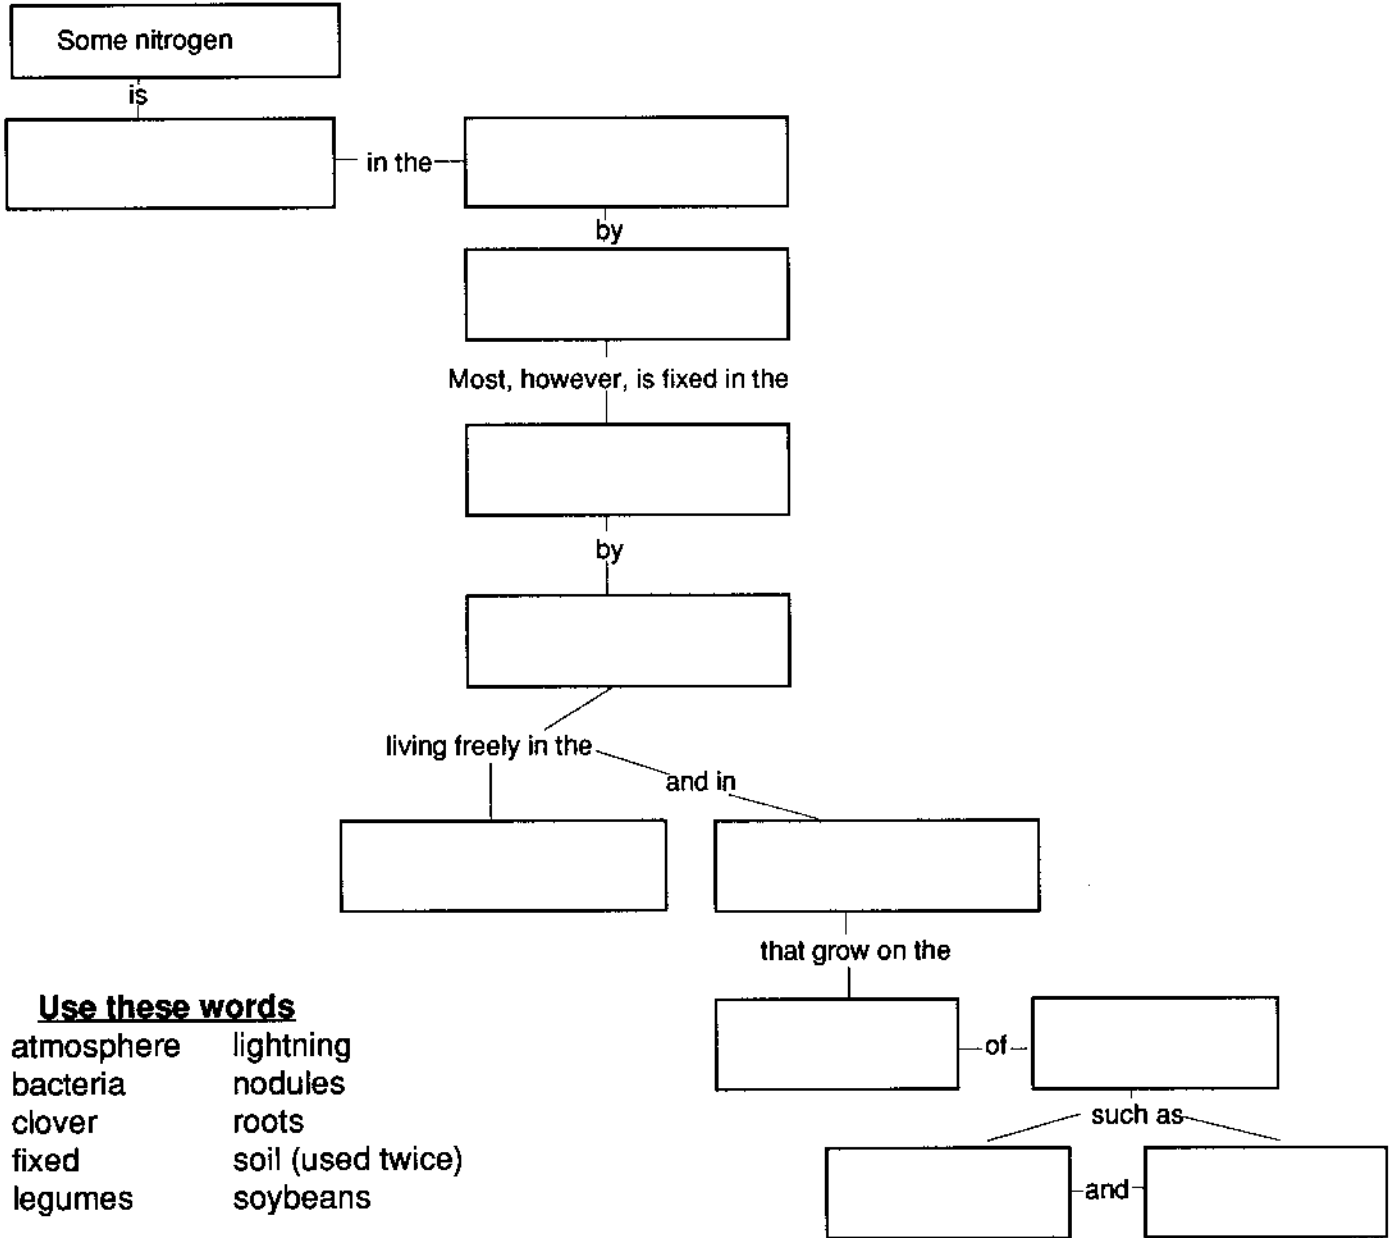 Some nitrogen
is
in the
by
Most, however, is fixed in the
by
living freely in the
and in
that grow on the
of
such as
and
Use these words
atmosphere lightning
bacteria nodules
clover roots
fixed soil (used twice)
legumes soybeans